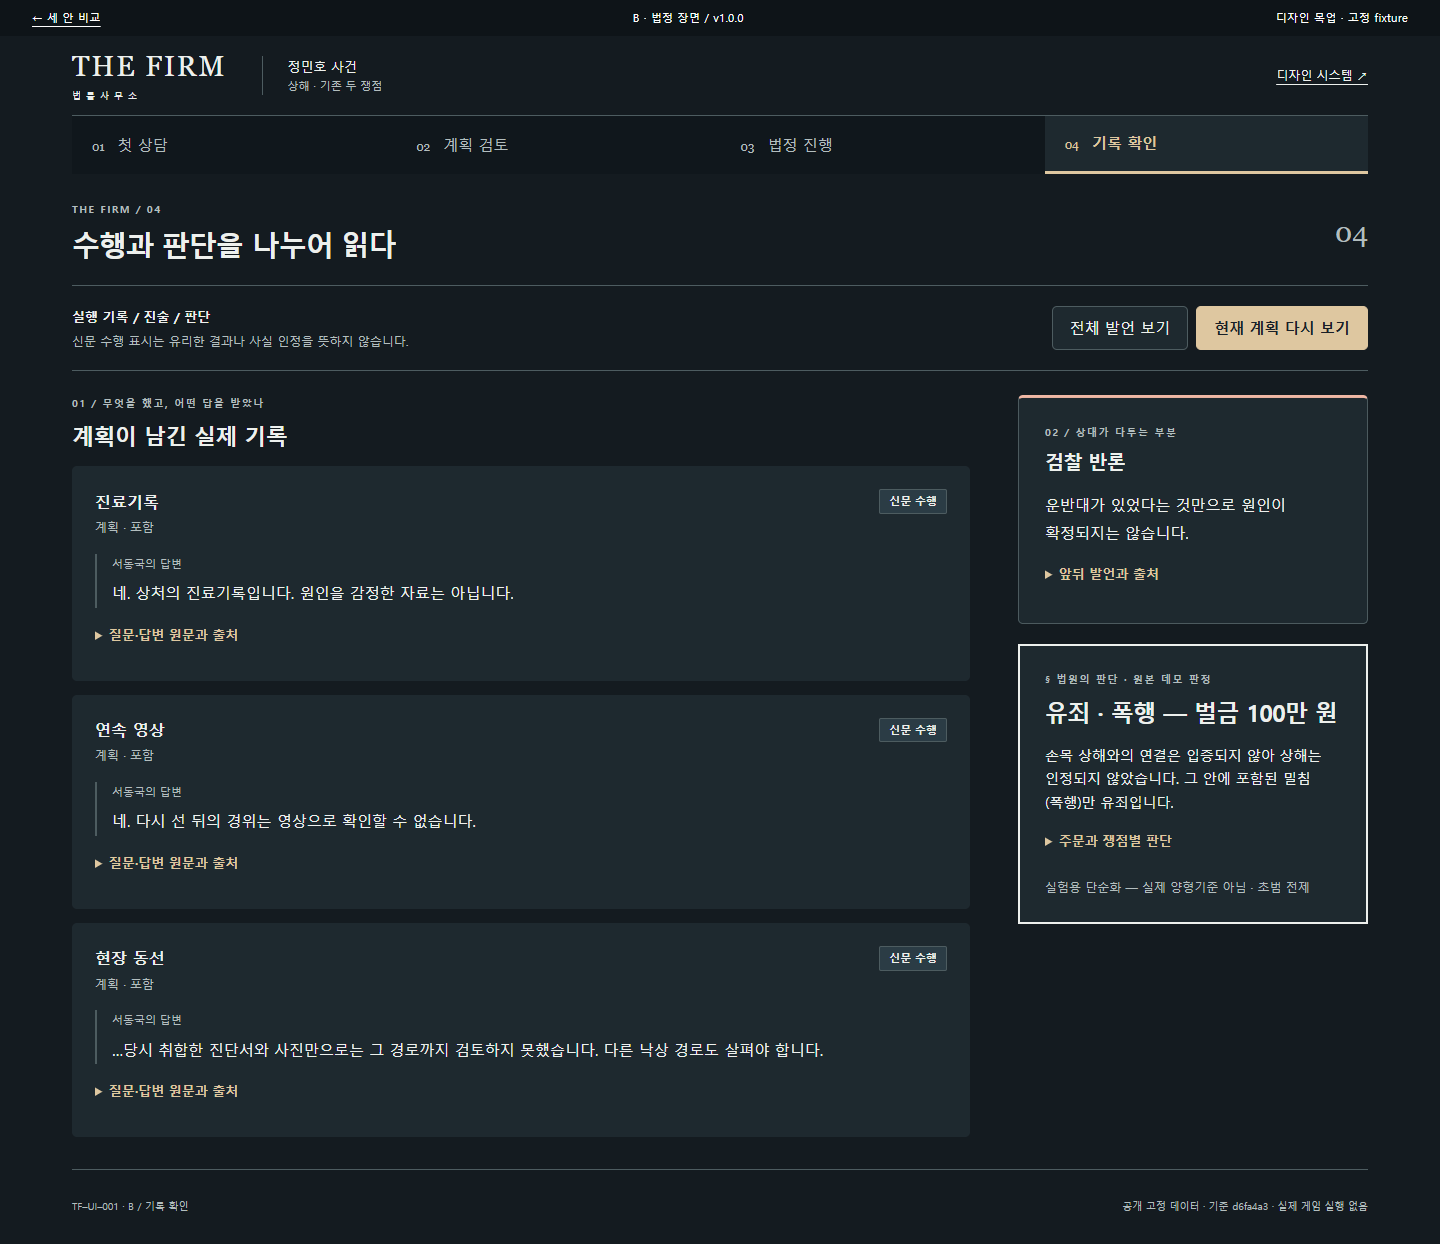 ← 세 안 비교
B · 법정 장면 / v1.0.0
디자인 목업 · 고정 fixture
THE FIRM
법률사무소
정민호 사건
상해 · 기존 두 쟁점
디자인 시스템 ↗
01 첫 상담
02 계획 검토
03 법정 진행
04 기록 확인
THE FIRM / 04
수행과 판단을 나누어 읽다
04
실행 기록 / 진술 / 판단
신문 수행 표시는 유리한 결과나 사실 인정을 뜻하지 않습니다.
전체 발언 보기
현재 계획 다시 보기
01 / 무엇을 했고, 어떤 답을 받았나
계획이 남긴 실제 기록
진료기록
신문 수행
계획 · 포함
서동국의 답변
네. 상처의 진료기록입니다. 원인을 감정한 자료는 아닙니다.
▶ 질문·답변 원문과 출처
연속 영상
신문 수행
계획 · 포함
서동국의 답변
네. 다시 선 뒤의 경위는 영상으로 확인할 수 없습니다.
▶ 질문·답변 원문과 출처
현장 동선
신문 수행
계획 · 포함
서동국의 답변
…당시 취합한 진단서와 사진만으로는 그 경로까지 검토하지 못했습니다. 다른 낙상 경로도 살펴야 합니다.
▶ 질문·답변 원문과 출처
02 / 상대가 다투는 부분
검찰 반론
운반대가 있었다는 것만으로 원인이
확정되지는 않습니다.
▶ 앞뒤 발언과 출처
§ 법원의 판단 · 원본 데모 판정
유죄 · 폭행 — 벌금 100만 원
손목 상해와의 연결은 입증되지 않아 상해는
인정되지 않았습니다. 그 안에 포함된 밀침
(폭행)만 유죄입니다.
▶ 주문과 쟁점별 판단
실험용 단순화 — 실제 양형기준 아님 · 초범 전제
TF–UI–001 · B / 기록 확인
공개 고정 데이터 · 기준 d6fa4a3 · 실제 게임 실행 없음